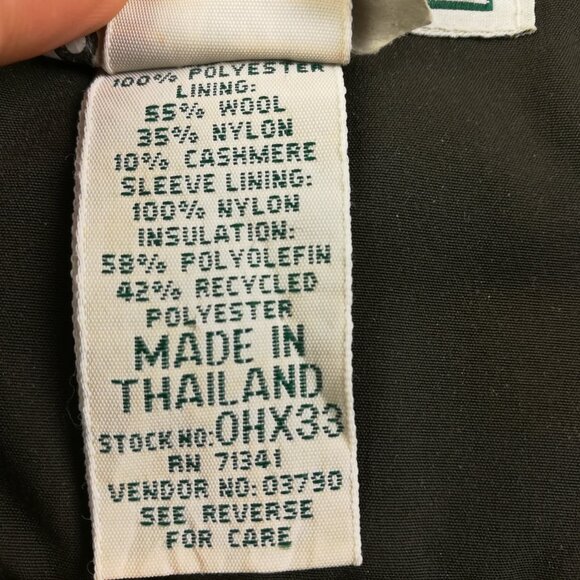 100% POLYESTER
LINING:
55% WOOL
35% NYLON
10% CASHMERE
SLEEVE LINING:
100% NYLON
INSULATION:
58% POLYOLEFIN
42% RECYCLED
POLYESTER
MADE IN
THAILAND
STOCK NO: 0HX33
RN 71341
VENDOR NO: 03790
SEE REVERSE
FOR CARE